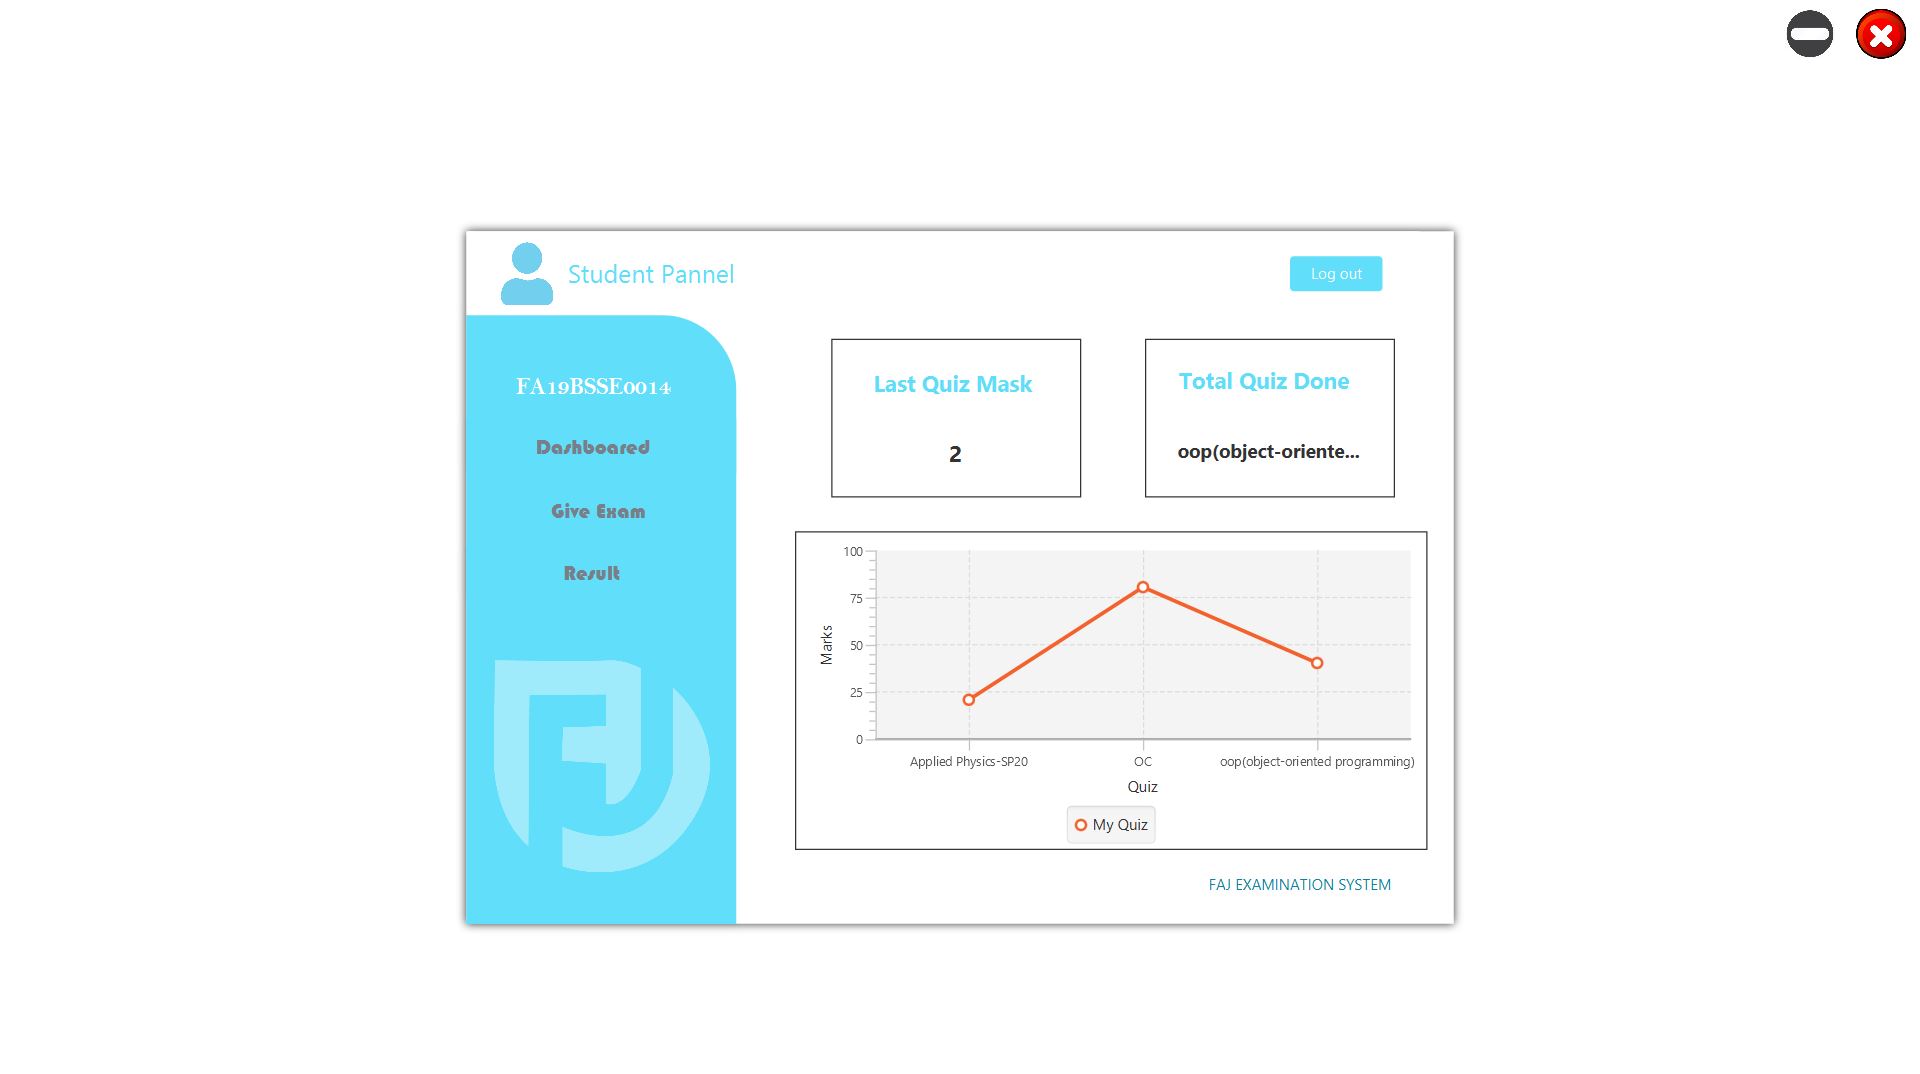 Student Pannel
Log out
FA19BSSE0014
Dashboared
Give Exam
Result
Last Quiz Mask
2
Total Quiz Done
oop(object-oriente...
100
75
50
25
0
Marks
Applied Physics-SP20
OC
oop(object-oriented programming)
Quiz
My Quiz
FAJ EXAMINATION SYSTEM